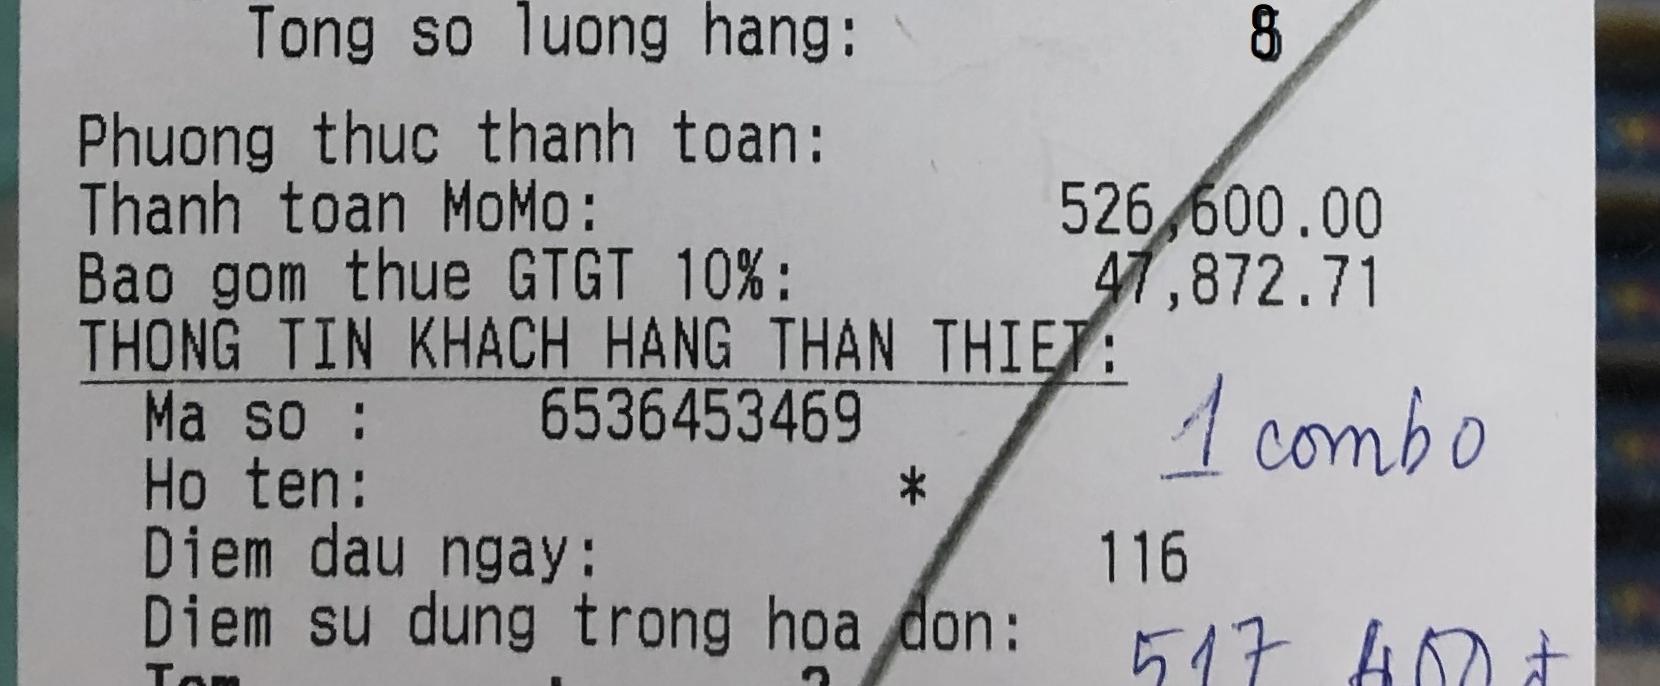 Tong so luong hang: 8
Phuong thuc thanh toan:
Thanh toan MoMo: 526,600.00
Bao gom thue GTGT 10%: 47,872.71
THONG TIN KHACH HANG THAN THIET:
Ma so : 6536453469
1 combo
Ho ten: *
Diem dau ngay: 116
Diem su dung trong hoa don:
517